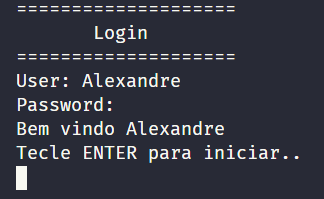 ====================
Login
====================
User: Alexandre
Password:
Bem vindo Alexandre
Tecle ENTER para iniciar..